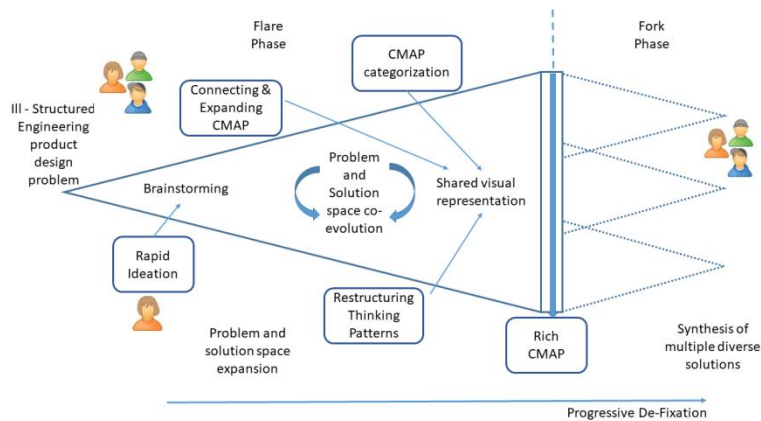 Flare
Phase
Fork
Phase
CMAP
categorization
Connecting &
Expanding
CMAP
Ill - Structured
Engineering
product
design
problem
Problem
and
Solution
space co-
evolution
Brainstorming
Shared visual
representation
Rapid
Ideation
Restructuring
Thinking
Patterns
Rich
CMAP
Problem and
solution space
expansion
Synthesis of
multiple diverse
solutions
Progressive De-Fixation